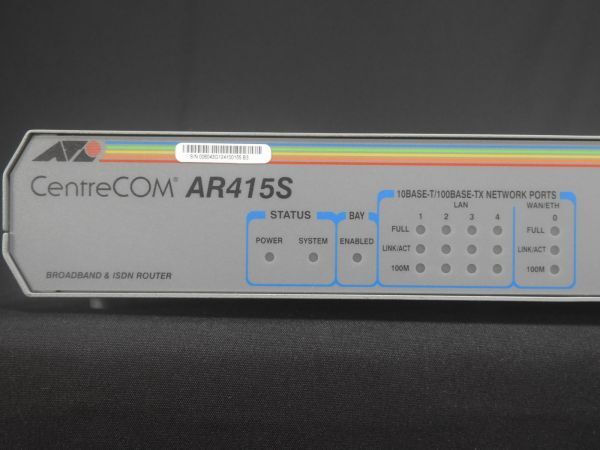 S/N 
CentreCOM® AR415S
BROADBAND & ISDN ROUTER
STATUS
POWER SYSTEM
BAY
ENABLED
10BASE-T/100BASE-TX NETWORK PORTS
LAN WAN/ETH
1 2 3 4 0
FULL FULL
LINK/ACT LINK/ACT
100M 100M